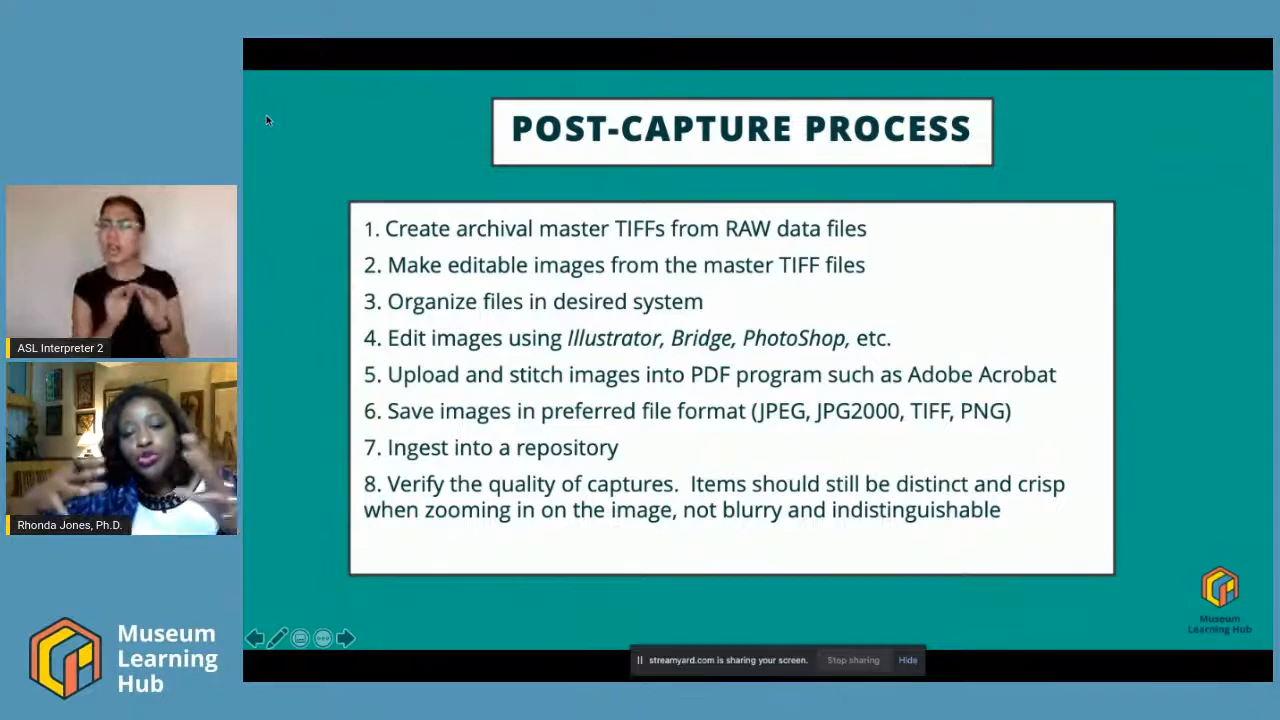 POST-CAPTURE PROCESS
1. Create archival master TIFFs from RAW data files
2. Make editable images from the master TIFF files
3. Organize files in desired system
4. Edit images using Illustrator, Bridge, PhotoShop, etc.
5. Upload and stitch images into PDF program such as Adobe Acrobat
6. Save images in preferred file format (JPEG, JPG2000, TIFF, PNG)
7. Ingest into a repository
8. Verify the quality of captures.  Items should still be distinct and crisp
when zooming in on the image, not blurry and indistinguishable
ASL Interpreter 2
Rhonda Jones, Ph.D.
Museum
Learning
Hub
Museum
Learning Hub
streamyard.com is sharing your screen.
Stop sharing
Hide